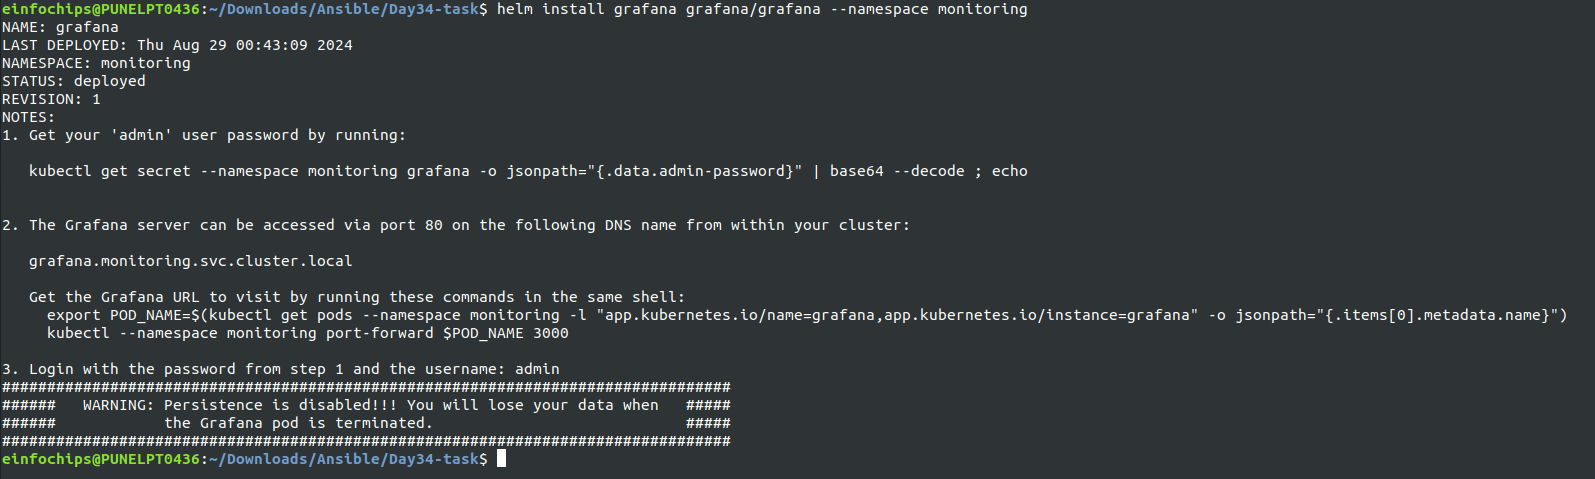 einfochips@PUNELPT0436:~/Downloads/Ansible/Day34-task$ helm install grafana grafana/grafana --namespace monitoring
NAME: grafana
LAST DEPLOYED: Thu Aug 29 00:43:09 2024
NAMESPACE: monitoring
STATUS: deployed
REVISION: 1
NOTES:
1. Get your 'admin' user password by running:
kubectl get secret --namespace monitoring grafana -o jsonpath="{.data.admin-password}" | base64 --decode ; echo
2. The Grafana server can be accessed via port 80 on the following DNS name from within your cluster:
grafana.monitoring.svc.cluster.local
Get the Grafana URL to visit by running these commands in the same shell:
export POD_NAME=$(kubectl get pods --namespace monitoring -l "app.kubernetes.io/name=grafana,app.kubernetes.io/instance=grafana" -o jsonpath="{.items[0].metadata.name}")
kubectl --namespace monitoring port-forward $POD_NAME 3000
3. Login with the password from step 1 and the username: admin
#################################################################################
######   WARNING: Persistence is disabled!!! You will lose your data when   #####
######            the Grafana pod is terminated.                            #####
#################################################################################
einfochips@PUNELPT0436:~/Downloads/Ansible/Day34-task$